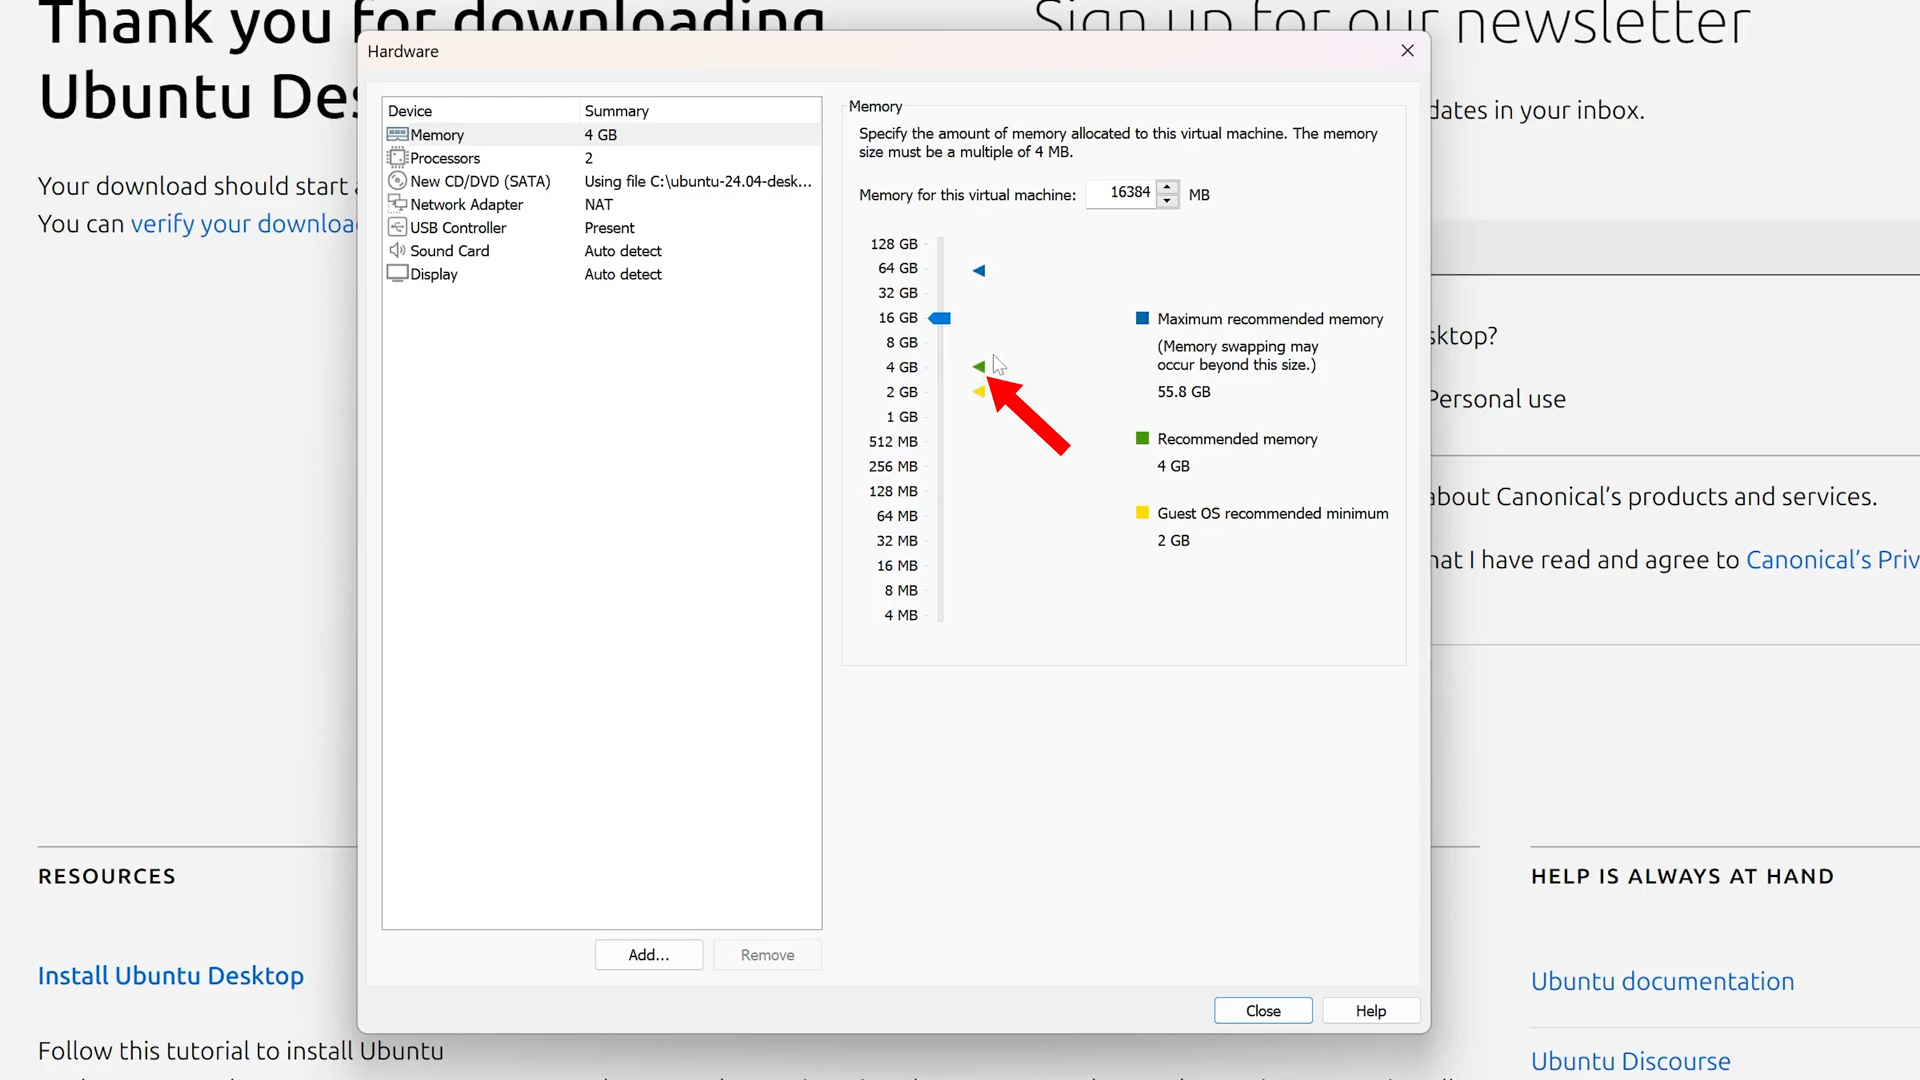 Thank you for downloading
Ubuntu Des
Your download should start a
You can verify your downloa
Sign up for our newsletter
dates in your inbox.
sktop?
Personal use
about Canonical's products and services.
hat I have read and agree to Canonical's Priv
Hardware
Device Summary
Memory 4 GB
Processors 2
New CD/DVD (SATA) Using file C:\ubuntu-24.04-desk...
Network Adapter NAT
USB Controller Present
Sound Card Auto detect
Display Auto detect
Add...
Remove
Memory
Specify the amount of memory allocated to this virtual machine. The memory
size must be a multiple of 4 MB.
Memory for this virtual machine: 16384 MB
128 GB
64 GB
32 GB
16 GB
8 GB
4 GB
2 GB
1 GB
512 MB
256 MB
128 MB
64 MB
32 MB
16 MB
8 MB
4 MB
Maximum recommended memory
(Memory swapping may
occur beyond this size.)
55.8 GB
Recommended memory
4 GB
Guest OS recommended minimum
2 GB
Close
Help
RESOURCES
Install Ubuntu Desktop
Follow this tutorial to install Ubuntu
HELP IS ALWAYS AT HAND
Ubuntu documentation
Ubuntu Discourse